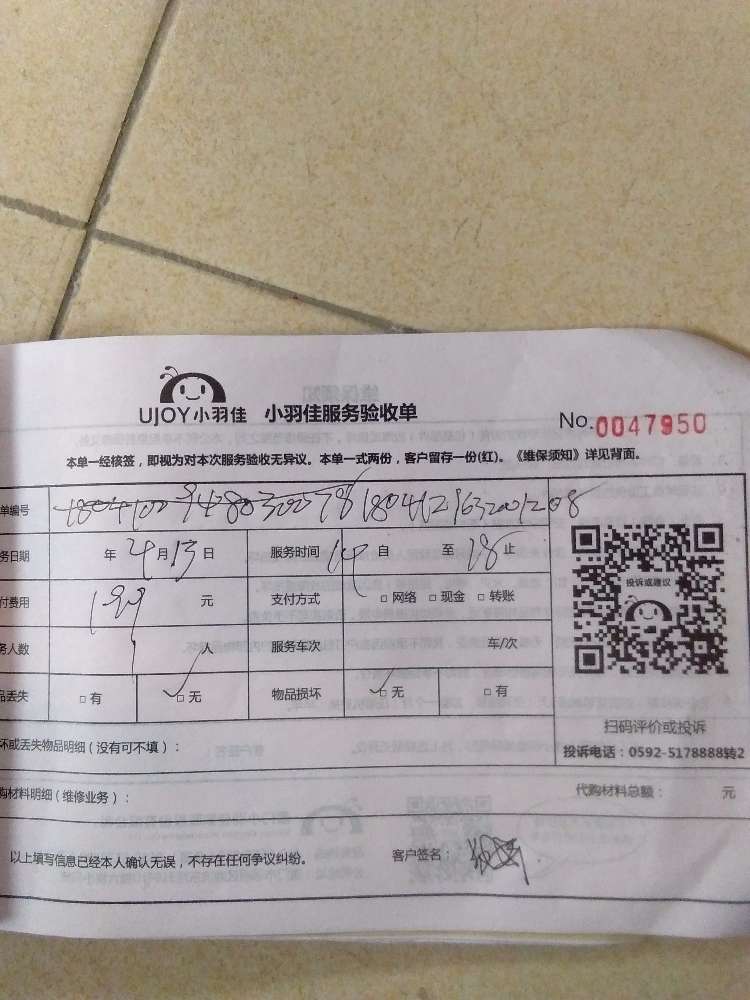 UJOY小羽佳 小羽佳服务验收单 No.0047950
本单一经核签，即视为对本次服务验收无异议。本单一式两份，客户留存一份(红)。《维保须知》详见背面。
单编号
务日期 年 4月13日 服务时间 14 自 至 18 止
付费用 199 元 支付方式 □网络 □现金 □转账
务人数 1 人 服务车次 车/次
品丢失 □有 ✓□无 物品损坏 ✓□无 □有
投诉或建议
扫码评价或投诉
坏或丢失物品明细(没有可不填)： 投诉电话：0592-5178888转2
购材料明细(维修业务)： 代购材料总额： 元
以上填写信息已经本人确认无误，不存在任何争议纠纷。 客户签名：